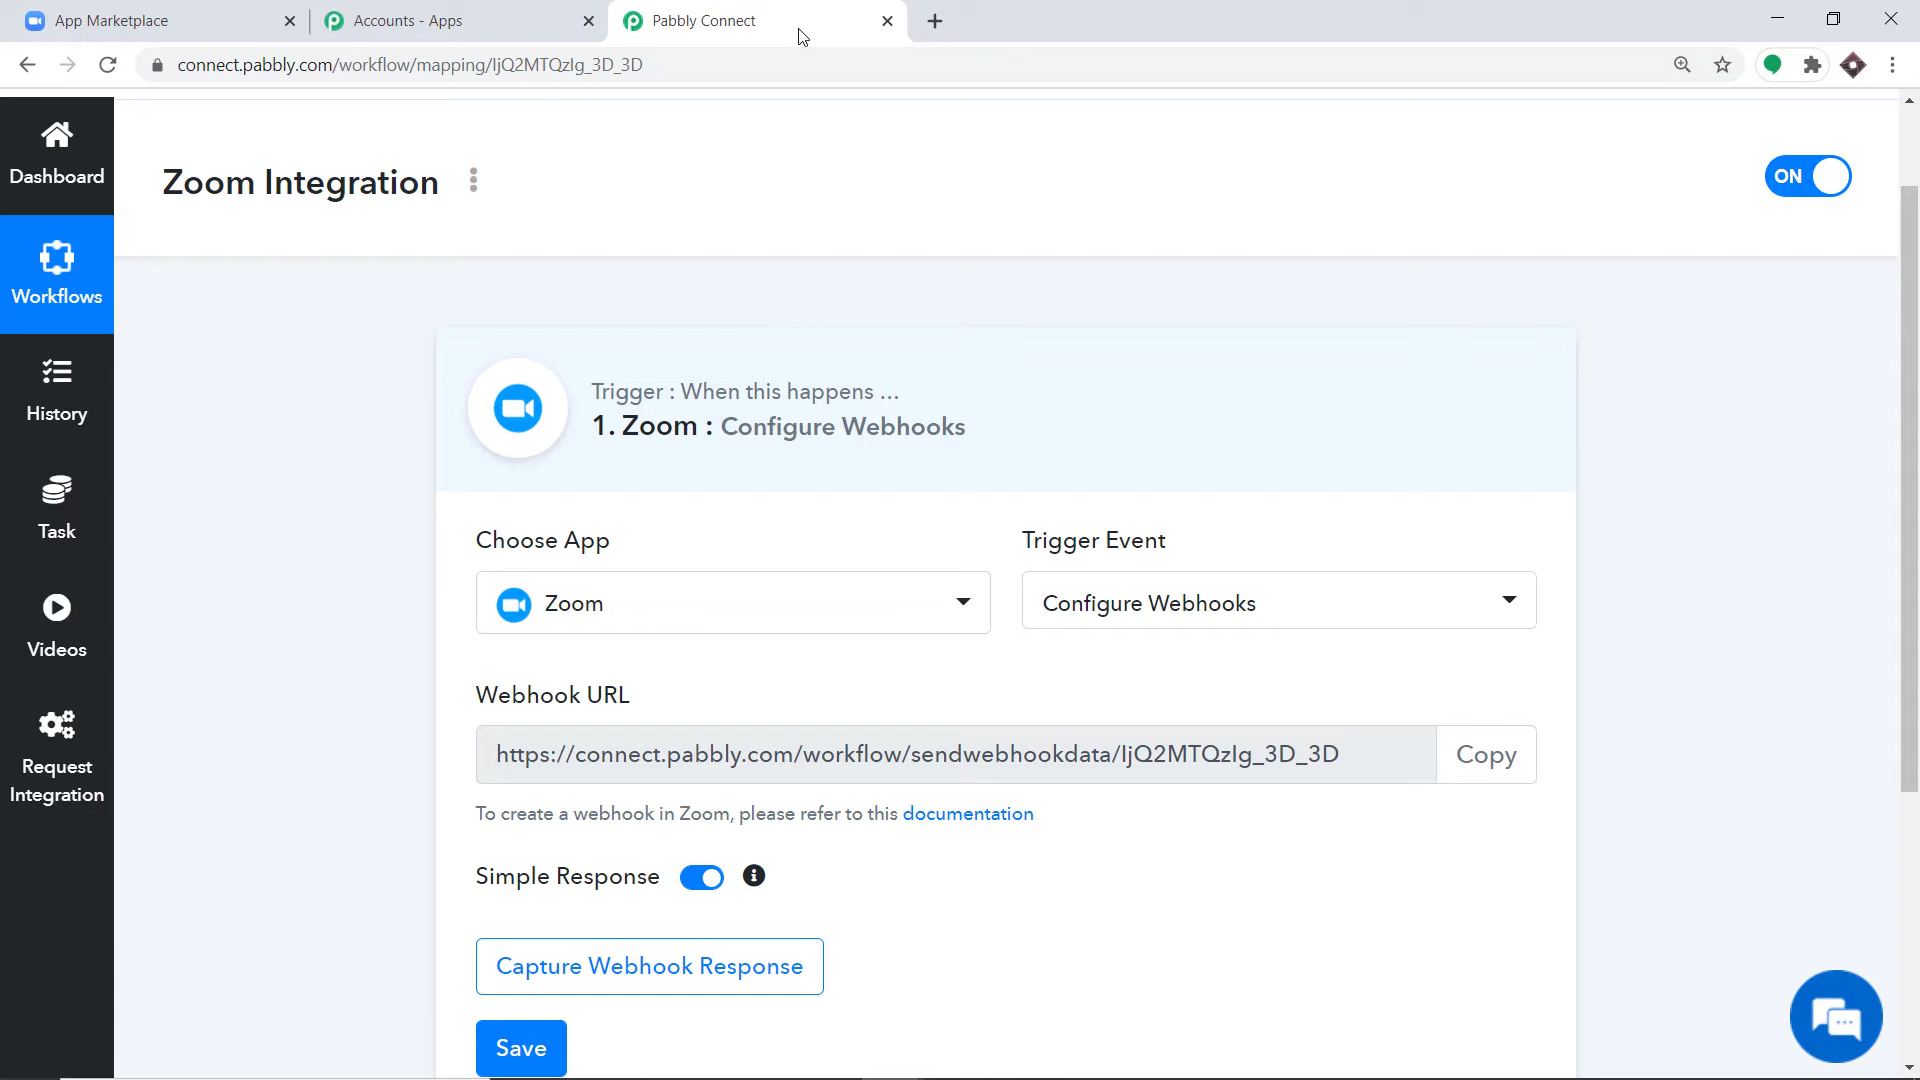 App Marketplace
Accounts - Apps
Pabbly Connect
connect.pabbly.com/workflow/mapping/IjQ2MTQzIg_3D_3D
Dashboard
Workflows
History
Task
Videos
Request
Integration
Zoom Integration
ON
Trigger : When this happens ...
1. Zoom : Configure Webhooks
Choose App
Trigger Event
Zoom
Configure Webhooks
Webhook URL
https://connect.pabbly.com/workflow/sendwebhookdata/IjQ2MTQzIg_3D_3D
Copy
To create a webhook in Zoom, please refer to this documentation
Simple Response
Capture Webhook Response
Save